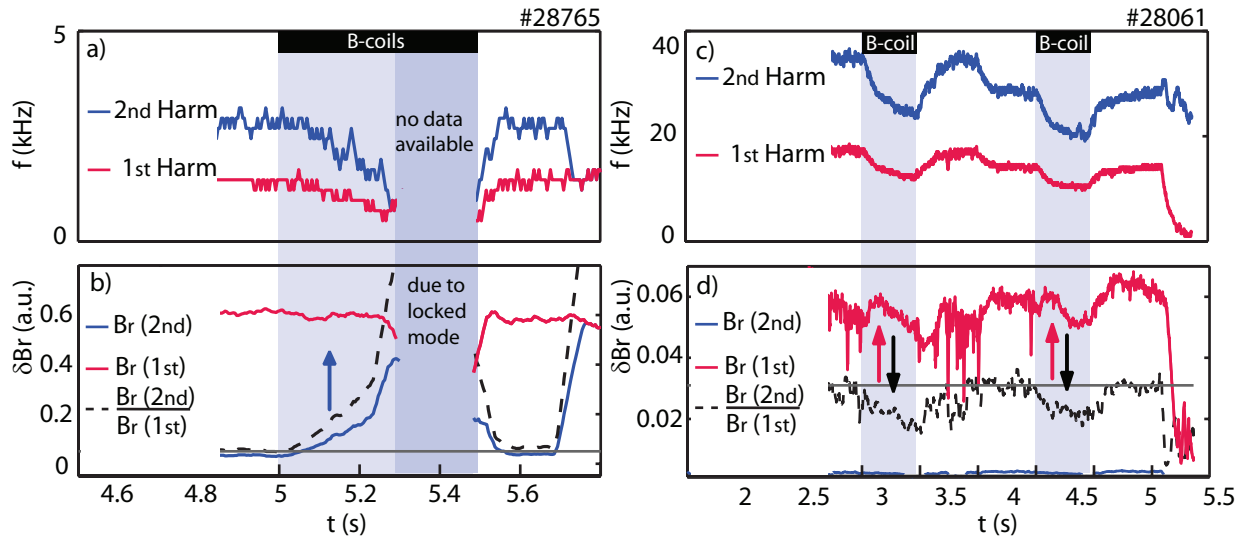 #28765
#28061
a)
B-coils
5
2nd Harm
1st Harm
f (kHz)
0
no data
available
b)
due to
locked
mode
0.6
0.4
0.2
0
δBr (a.u.)
Br (2nd)
Br (1st)
Br (2nd)
Br (1st)
4.6
4.8
5
5.2
5.4
5.6
t (s)
c)
B-coil
B-coil
40
20
0
f (kHz)
2nd Harm
1st Harm
d)
0.06
0.04
0.02
δBr (a.u.)
Br (2nd)
Br (1st)
Br (2nd)
Br (1st)
2
2.5
3
3.5
4
4.5
5
5.5
t (s)